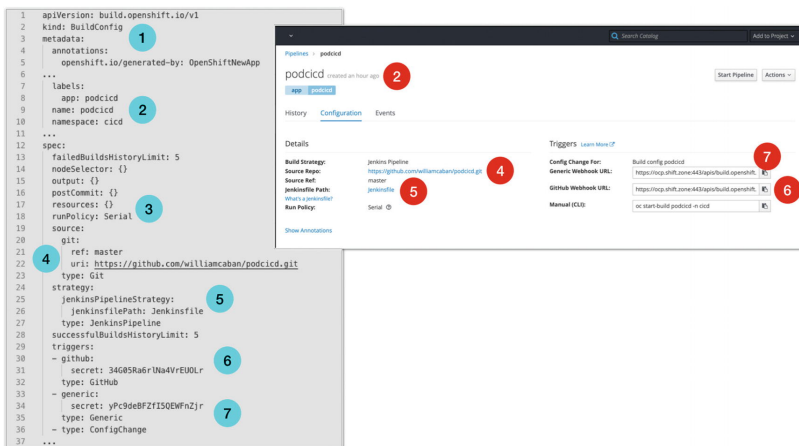 1 apiVersion: build.openshift.io/v1
2 kind: BuildConfig
3 metadata:
1
4 annotations:
5 openshift.io/generated-by: OpenShiftNewApp
6 ...
7 labels:
8 app: podcicd
9 name: podcicd
2
10 namespace: cicd
11 ...
12 spec:
13 failedBuildsHistoryLimit: 5
14 nodeSelector: {}
15 output: {}
16 postCommit: {}
17 resources: {}
3
18 runPolicy: Serial
19 source:
20 git:
21 ref: master
4
22 uri: https://github.com/williamcaban/podcicd.git
23 type: Git
24 strategy:
25 jenkinsPipelineStrategy:
5
26 jenkinsfilePath: Jenkinsfile
27 type: JenkinsPipeline
28 successfulBuildsHistoryLimit: 5
29 triggers:
30 - github:
6
31 secret: 34G05Ra6rlNa4VrEUOLr
32 type: GitHub
33 - generic:
34 secret: yPc9deBFZfI5QEWFnZjr
7
35 type: Generic
36 - type: ConfigChange
37 ...
Search Catalog
Add to Project
Pipelines › podcicd
podcicd created an hour ago 2
app podcicd
Start Pipeline Actions
History Configuration Events
Details
Build Strategy: Jenkins Pipeline
Source Repo: https://github.com/williamcaban/podcicd.git 4
Source Ref: master
Jenkinsfile Path: Jenkinsfile 5
What's a Jenkinsfile?
Run Policy: Serial
Show Annotations
Triggers Learn More
Config Change For: Build config podcicd
7
Generic Webhook URL: https://ocp.shift.zone:443/apis/build.openshift.
GitHub Webhook URL: https://ocp.shift.zone:443/apis/build.openshift. 6
Manual (CLI): oc start-build podcicd -n cicd